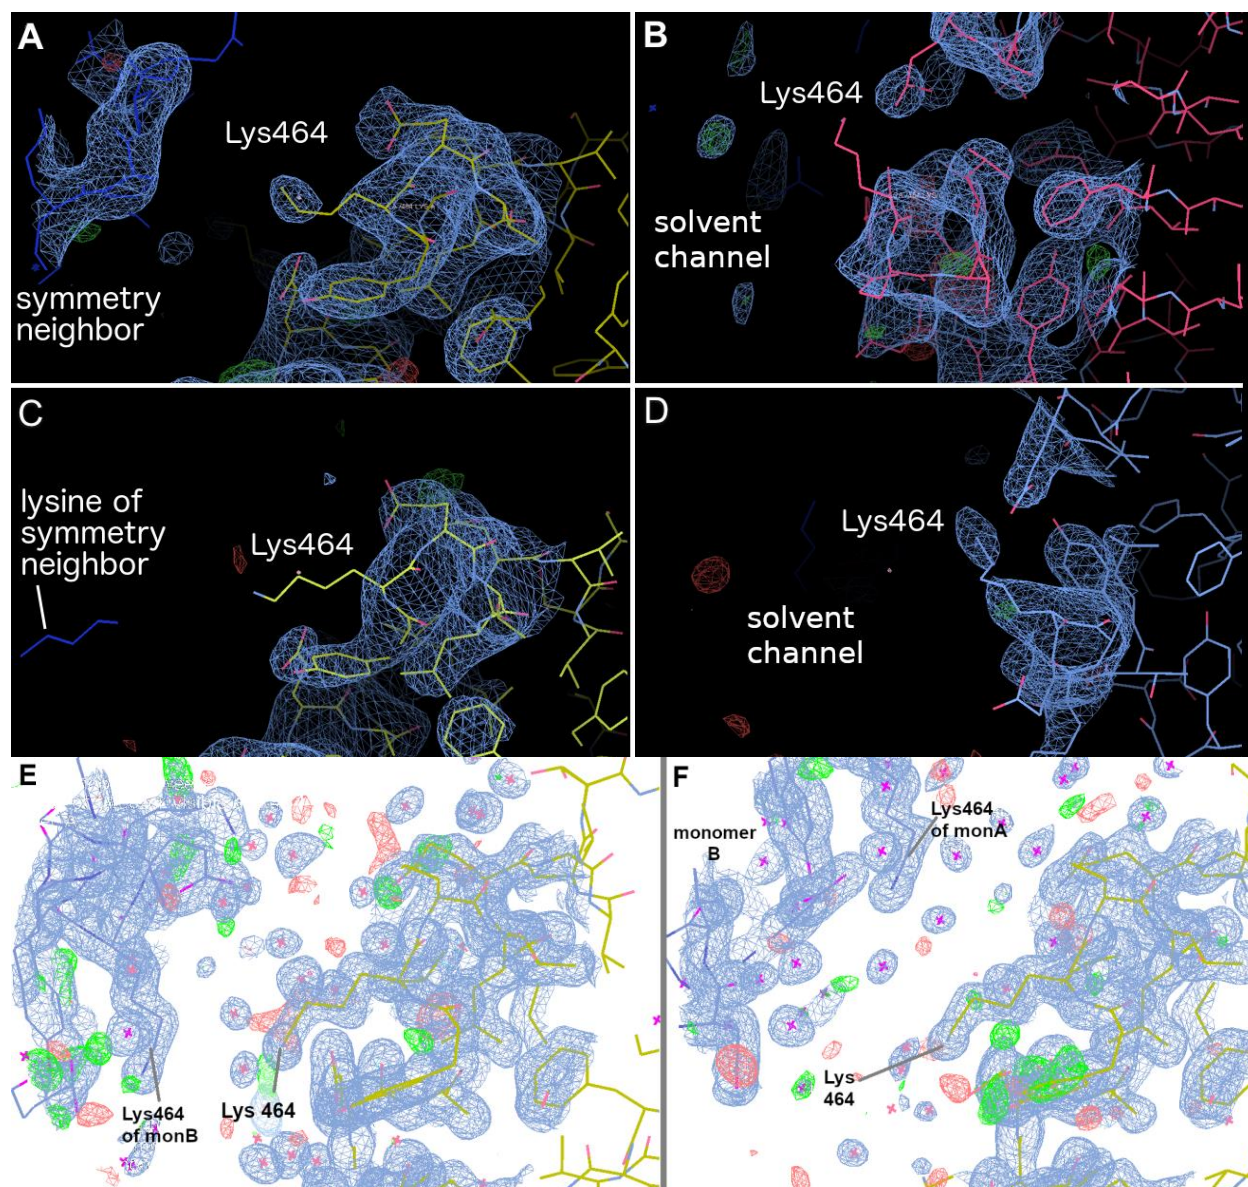 A
Lys464
symmetry
neighbor
B
Lys464
solvent
channel
C
lysine of
symmetry
neighbor
Lys464
D
Lys464
solvent
channel
E
Lys464
of monB
Lys 464
F
monomer
B
Lys464
of monA
Lys
464